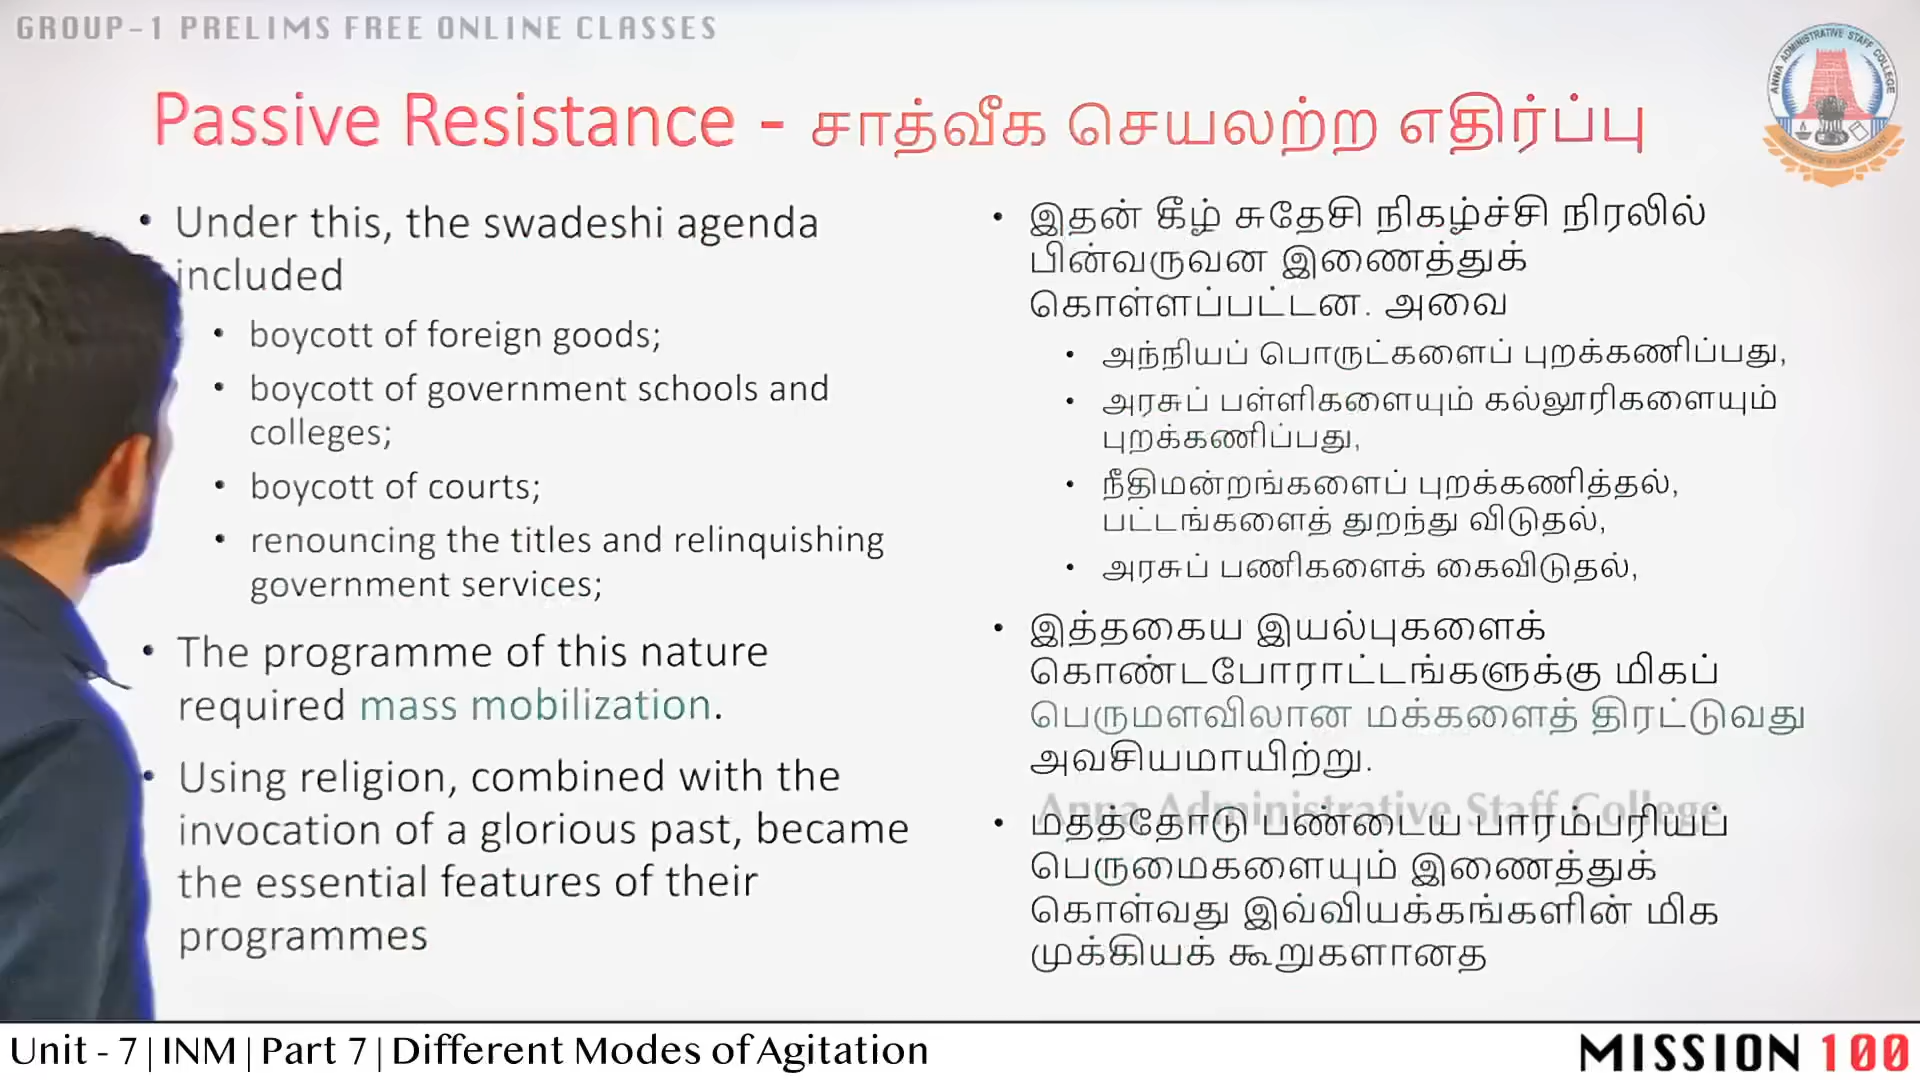 GROUP-1 PRELIMS FREE ONLINE CLASSES
ANNA ADMINISTRATIVE STAFF COLLEGE
Passive Resistance - சாத்வீக செயலற்ற எதிர்ப்பு
• Under this, the swadeshi agenda
included
• boycott of foreign goods;
• boycott of government schools and
colleges;
• boycott of courts;
• renouncing the titles and relinquishing
government services;
• The programme of this nature
required mass mobilization.
• Using religion, combined with the
invocation of a glorious past, became
the essential features of their
programmes
• இதன் கீழ் சுதேசி நிகழ்ச்சி நிரலில்
பின்வருவன இணைத்துக்
கொள்ளப்பட்டன. அவை
• அந்நியப் பொருட்களைப் புறக்கணிப்பது,
• அரசுப் பள்ளிகளையும் கல்லூரிகளையும்
புறக்கணிப்பது,
• நீதிமன்றங்களைப் புறக்கணித்தல்,
பட்டங்களைத் துறந்து விடுதல்,
• அரசுப் பணிகளைக் கைவிடுதல்,
• இத்தகைய இயல்புகளைக்
கொண்டபோராட்டங்களுக்கு மிகப்
பெருமளவிலான மக்களைத் திரட்டுவது
அவசியமாயிற்று.
Anna Administrative Staff College
• மதத்தோடு பண்டைய பாரம்பரியப்
பெருமைகளையும் இணைத்துக்
கொள்வது இவ்வியக்கங்களின் மிக
முக்கியக் கூறுகளானத
Unit - 7 | INM | Part 7 | Different Modes of Agitation
MISSION 100